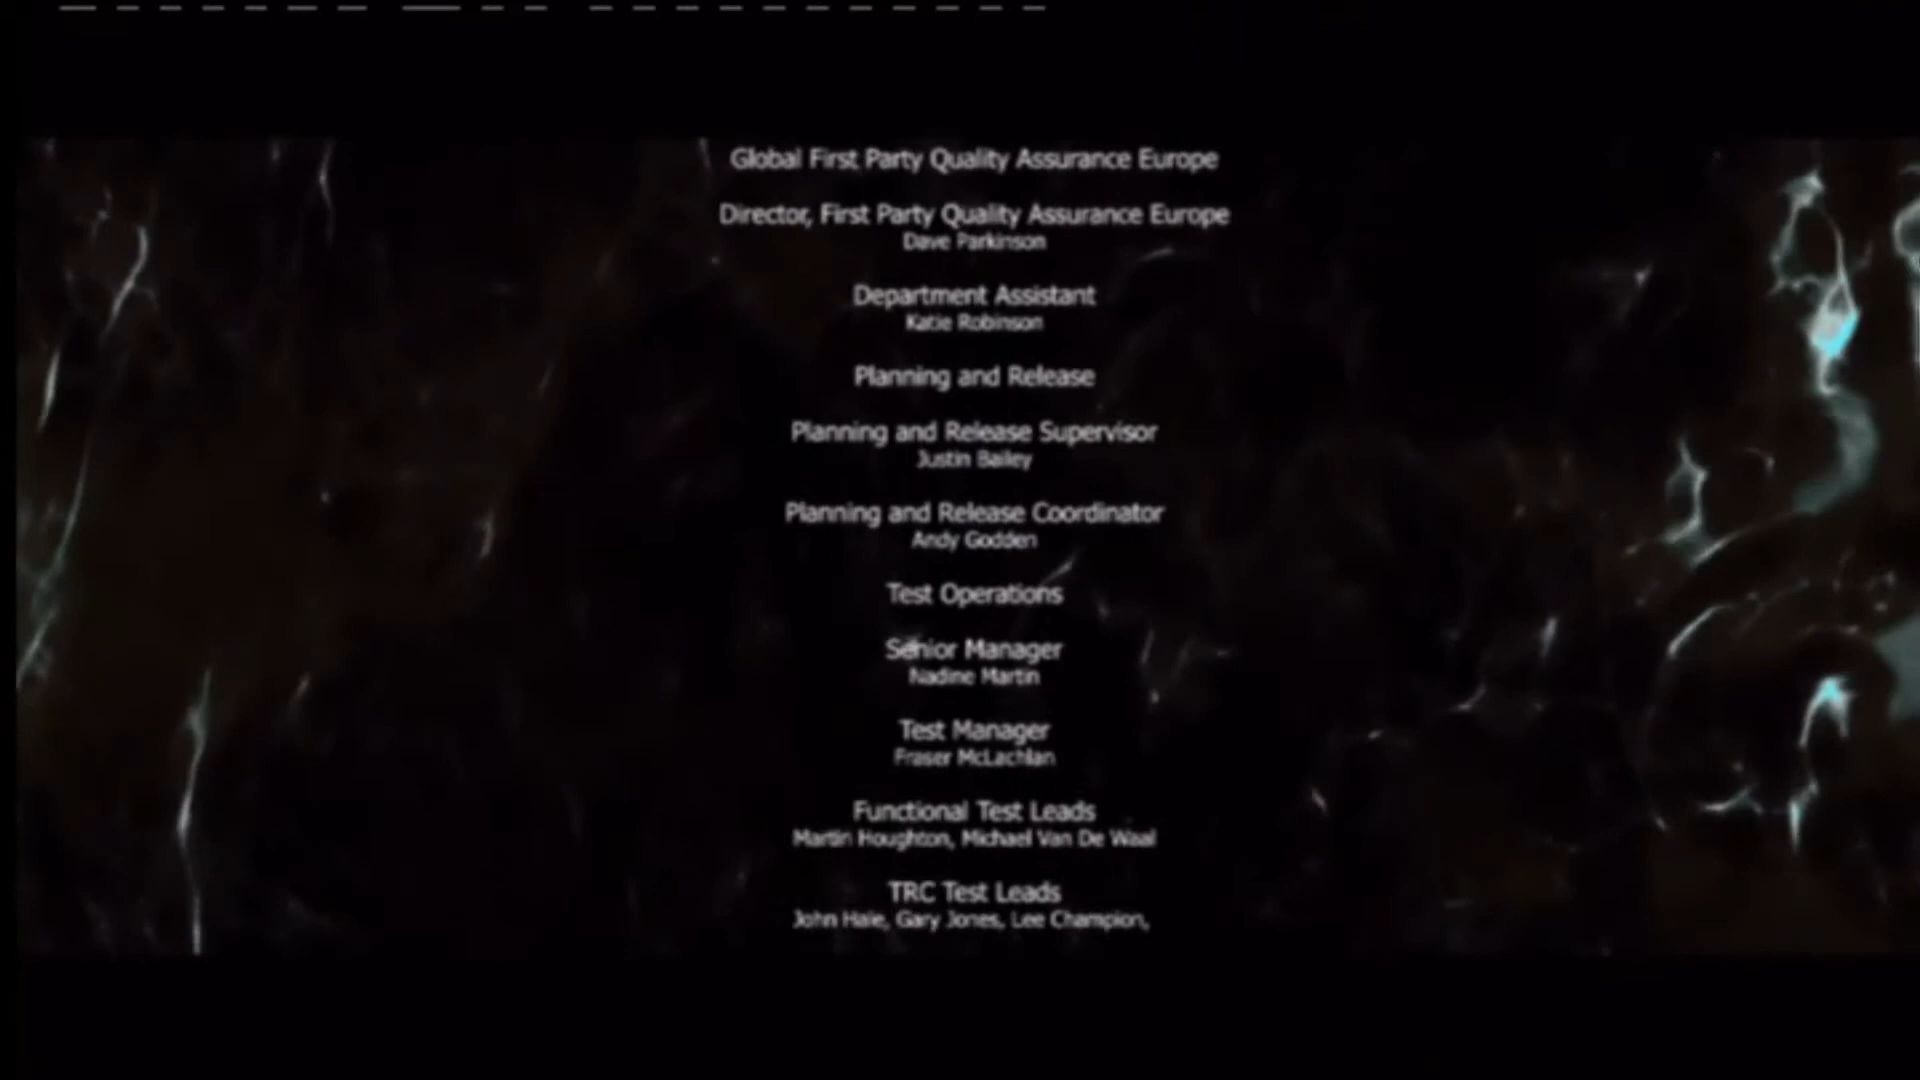 Global First Party Quality Assurance Europe
Director, First Party Quality Assurance Europe
Dave Parkinson
Department Assistant
Katie Robinson
Planning and Release
Planning and Release Supervisor
Justin Bailey
Planning and Release Coordinator
Andy Godden
Test Operations
Senior Manager
Nadine Martin
Test Manager
Fraser McLachlan
Functional Test Leads
Martin Houghton, Michael Van De Waal
TRC Test Leads
John Hale, Gary Jones, Lee Champion,